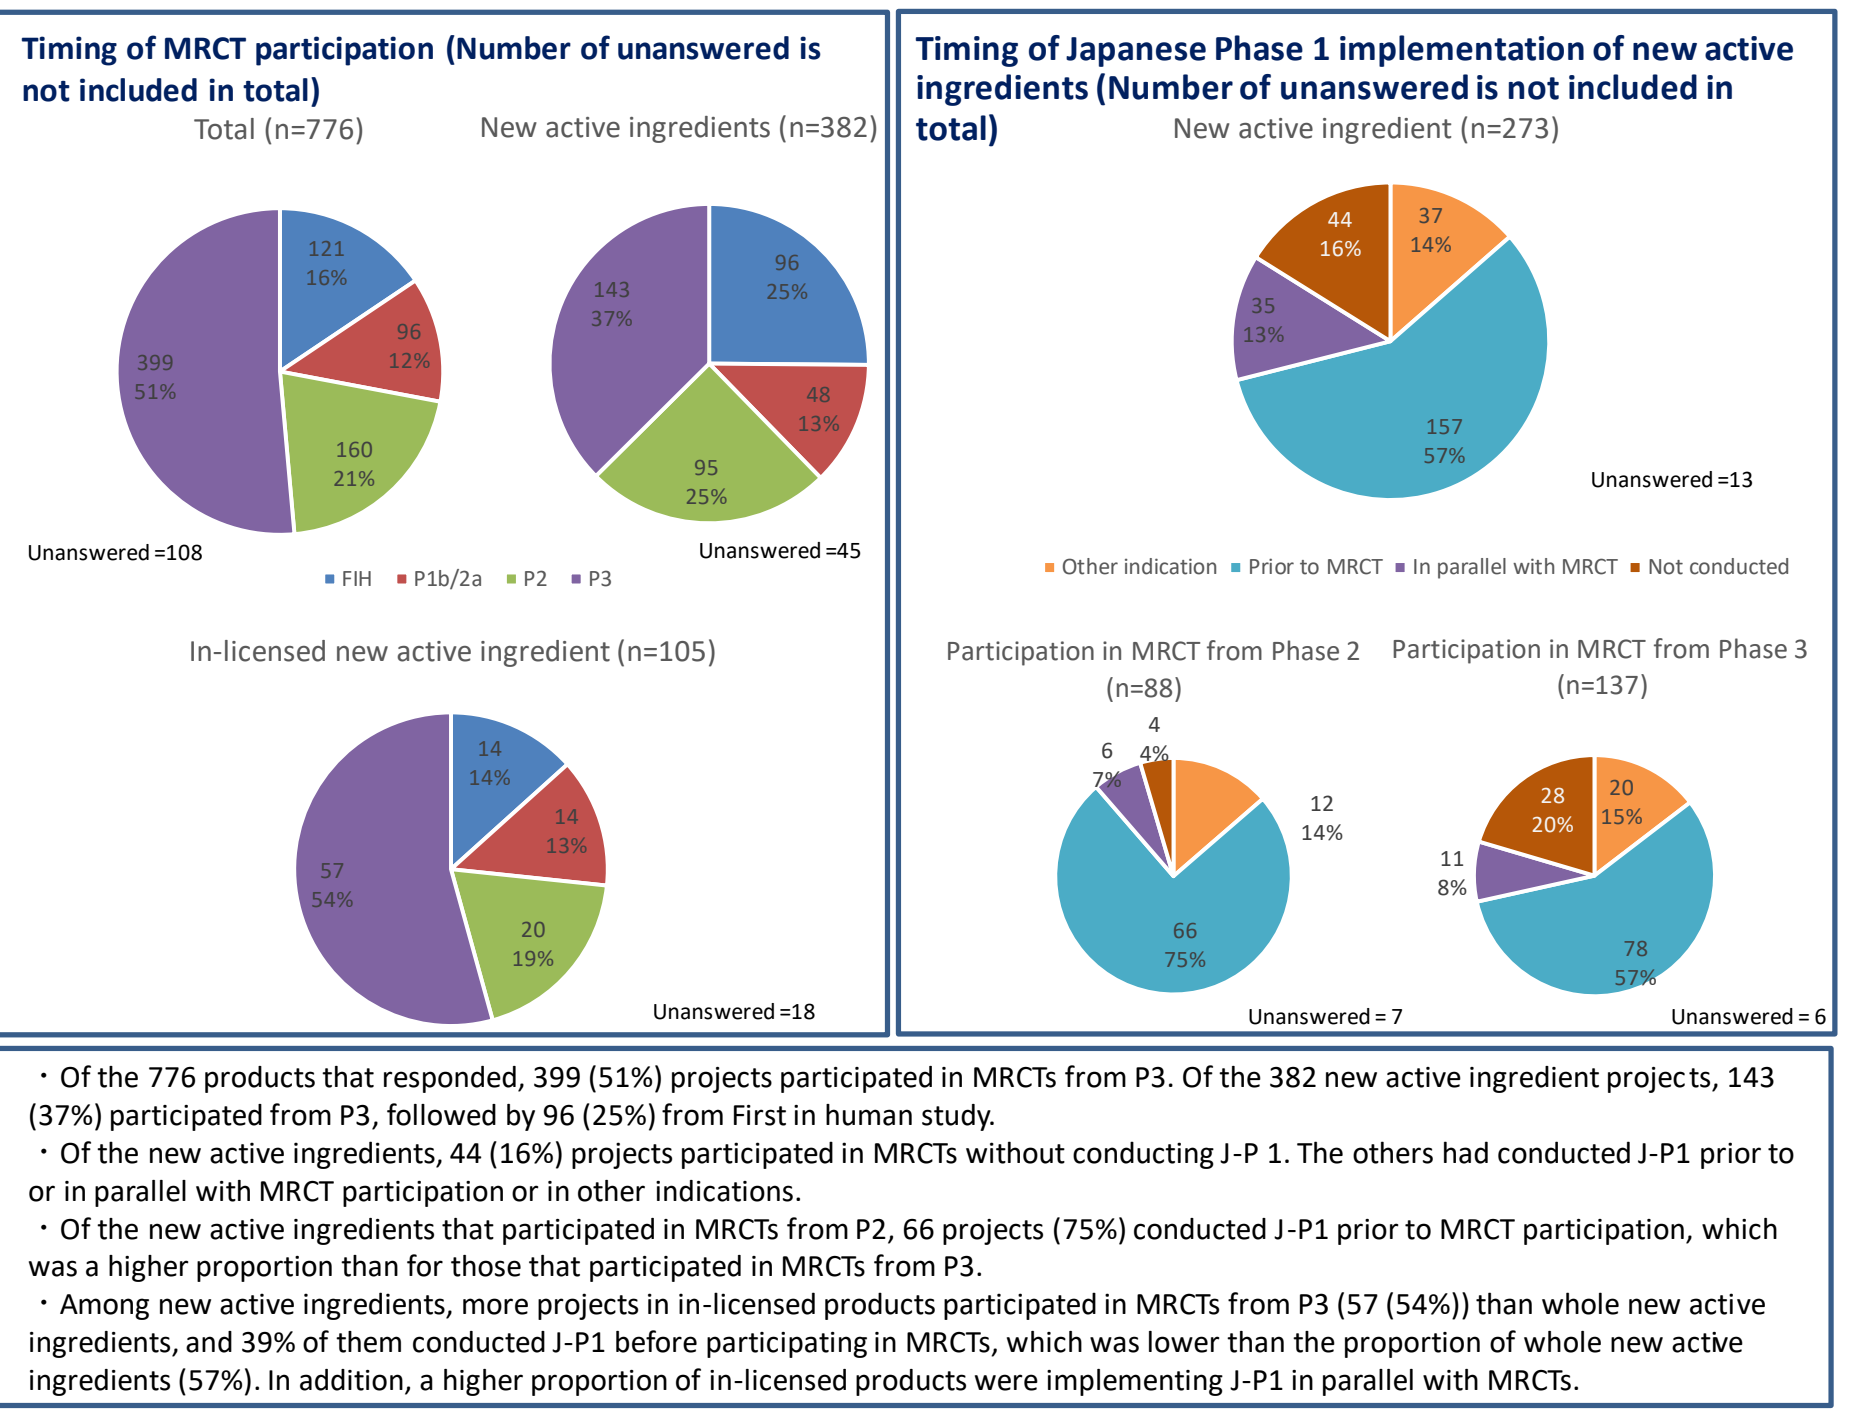 Timing of MRCT participation (Number of unanswered is
not included in total)
Total (n=776)
New active ingredients (n=382)
121
16%
96
12%
160
21%
399
51%
Unanswered =108
96
25%
48
13%
95
25%
143
37%
Unanswered =45
FIH
P1b/2a
P2
P3
In-licensed new active ingredient (n=105)
14
14%
14
13%
20
19%
57
54%
Unanswered =18
Timing of Japanese Phase 1 implementation of new active
ingredients (Number of unanswered is not included in
total)
New active ingredient (n=273)
37
14%
157
57%
35
13%
44
16%
Unanswered =13
Other indication
Prior to MRCT
In parallel with MRCT
Not conducted
Participation in MRCT from Phase 2
(n=88)
12
14%
66
75%
6
7%
4
4%
Unanswered = 7
Participation in MRCT from Phase 3
(n=137)
20
15%
78
57%
11
8%
28
20%
Unanswered = 6
・Of the 776 products that responded, 399 (51%) projects participated in MRCTs from P3. Of the 382 new active ingredient projects, 143
(37%) participated from P3, followed by 96 (25%) from First in human study.
・Of the new active ingredients, 44 (16%) projects participated in MRCTs without conducting J-P 1. The others had conducted J-P1 prior to
or in parallel with MRCT participation or in other indications.
・Of the new active ingredients that participated in MRCTs from P2, 66 projects (75%) conducted J-P1 prior to MRCT participation, which
was a higher proportion than for those that participated in MRCTs from P3.
・Among new active ingredients, more projects in in-licensed products participated in MRCTs from P3 (57 (54%)) than whole new active
ingredients, and 39% of them conducted J-P1 before participating in MRCTs, which was lower than the proportion of whole new active
ingredients (57%). In addition, a higher proportion of in-licensed products were implementing J-P1 in parallel with MRCTs.